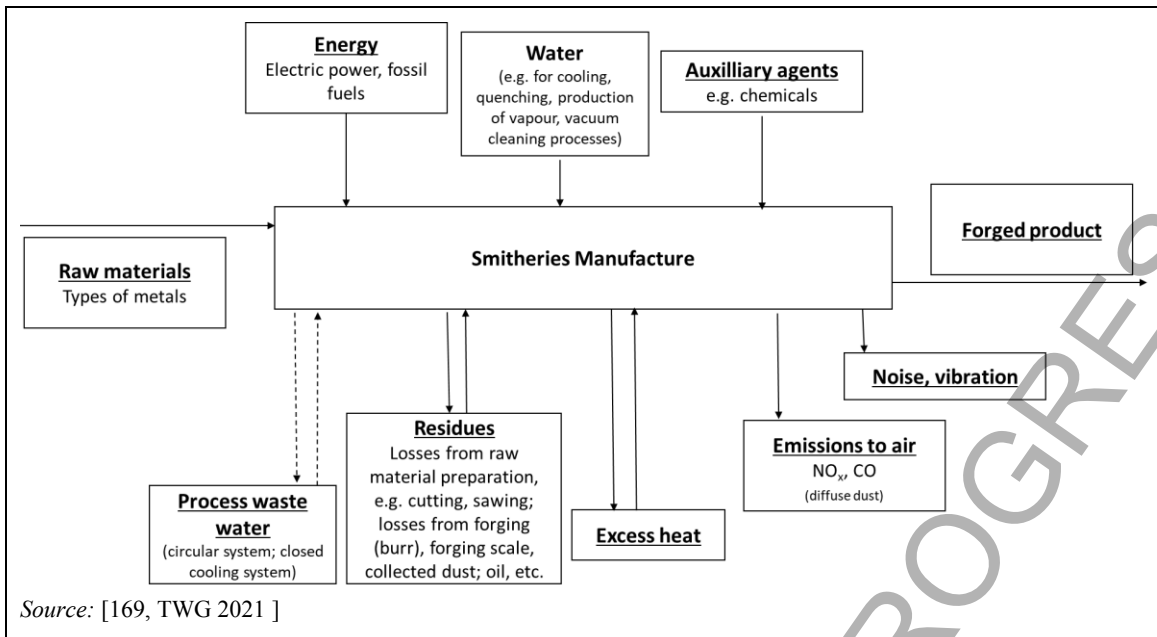 Energy
Electric power, fossil
fuels
Water
(e.g. for cooling,
quenching, production
of vapour, vacuum
cleaning processes)
Auxilliary agents
e.g. chemicals
Raw materials
Types of metals
Smitheries Manufacture
Forged product
Process waste
water
(circular system; closed
cooling system)
Residues
Losses from raw
material preparation,
e.g. cutting, sawing;
losses from forging
(burr), forging scale,
collected dust; oil, etc.
Excess heat
Emissions to air
NOₓ, CO
(diffuse dust)
Noise, vibration
Source: [169, TWG 2021 ]
ROGRES